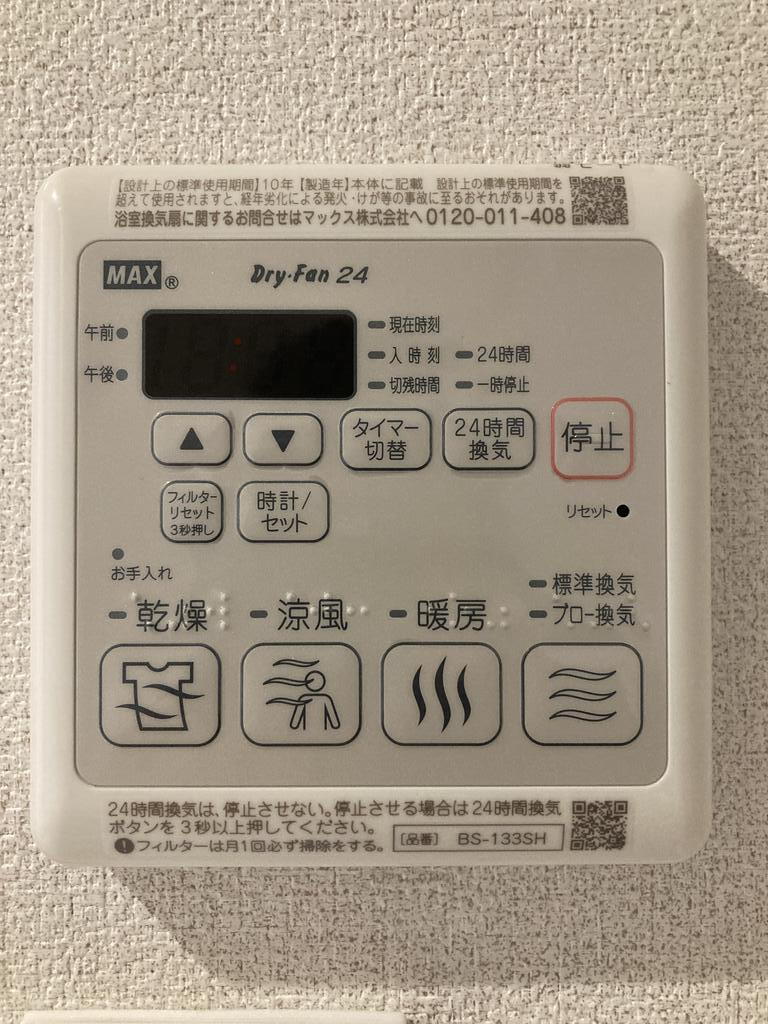 【設計上の標準使用期間】10年【製造年】本体に記載 設計上の標準使用期間を
超えて使用されますと、経年劣化による発火・けが等の事故に至るおそれがあります。
浴室換気扇に関するお問合せはマックス株式会社へ 0120-011-408
MAX® Dry・Fan 24
午前
現在時刻
入時刻 24時間
午後
切残時間 一時停止
▲ ▼
タイマー
切替
24時間
換気
停止
フィルター
リセット
3秒押し
時計/
セット
リセット
お手入れ
標準換気
乾燥 涼風 暖房 プロー換気
24時間換気は、停止させない。停止させる場合は24時間換気
ボタンを3秒以上押してください。
フィルターは月1回必ず掃除をする。
[品番] BS-133SH